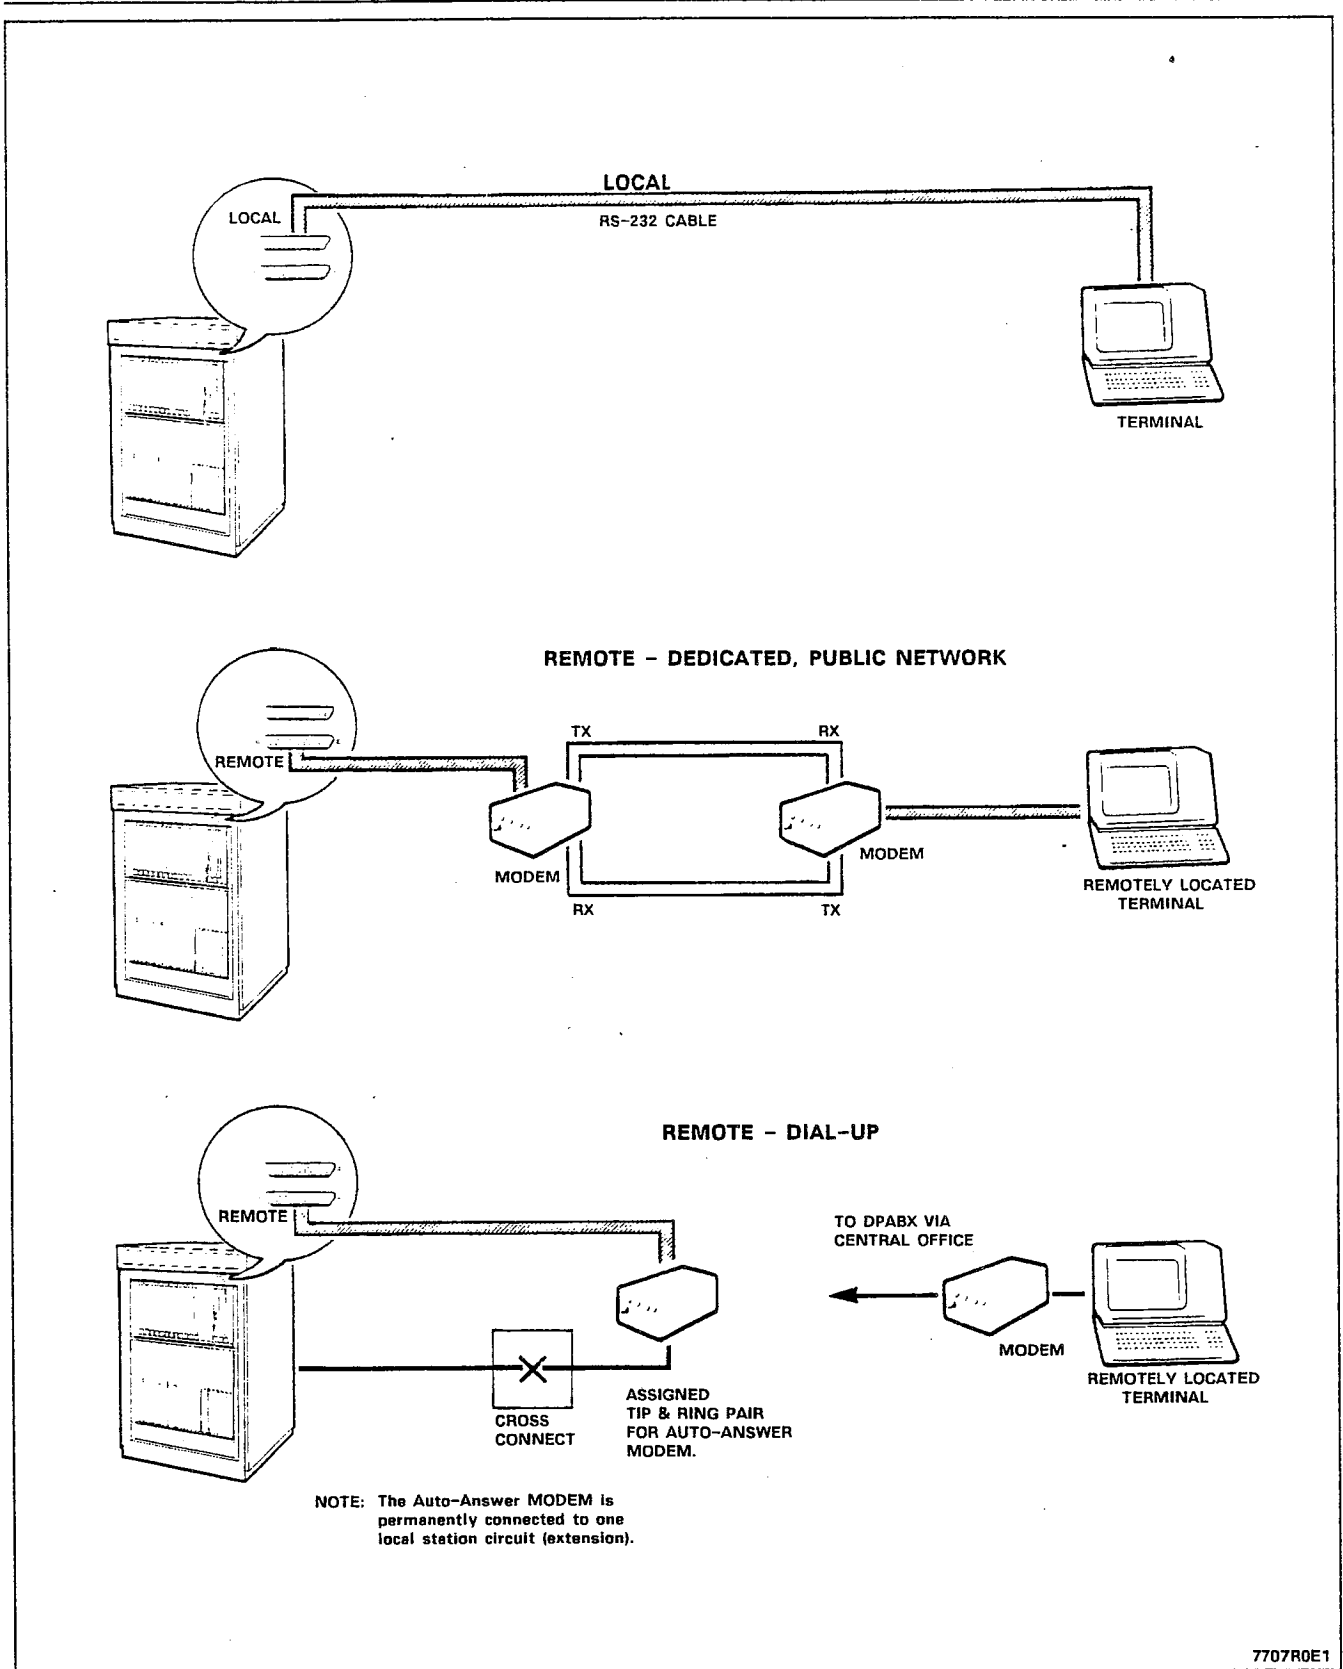 LOCAL
LOCAL
RS-232 CABLE
TERMINAL
REMOTE - DEDICATED, PUBLIC NETWORK
TX
RX
REMOTE
MODEM
MODEM
RX
TX
REMOTELY LOCATED
TERMINAL
REMOTE - DIAL-UP
REMOTE
TO DPABX VIA
CENTRAL OFFICE
MODEM
REMOTELY LOCATED
TERMINAL
CROSS
CONNECT
ASSIGNED
TIP & RING PAIR
FOR AUTO-ANSWER
MODEM.
NOTE: The Auto-Answer MODEM is
permanently connected to one
local station circuit (extension).
7707R0E1